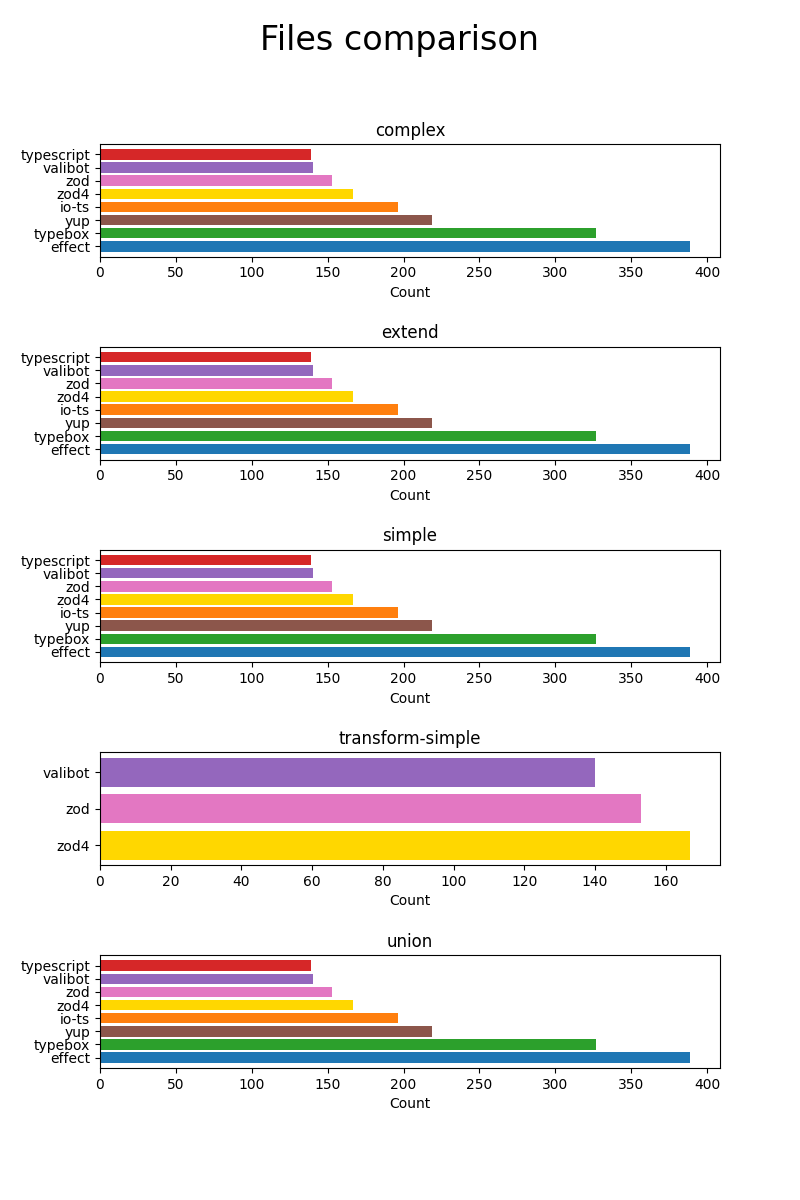 Files comparison
complex
typescript
valibot
zod
zod4
io-ts
yup
typebox
effect
0 50 100 150 200 250 300 350 400
Count
extend
typescript
valibot
zod
zod4
io-ts
yup
typebox
effect
0 50 100 150 200 250 300 350 400
Count
simple
typescript
valibot
zod
zod4
io-ts
yup
typebox
effect
0 50 100 150 200 250 300 350 400
Count
transform-simple
valibot
zod
zod4
0 20 40 60 80 100 120 140 160
Count
union
typescript
valibot
zod
zod4
io-ts
yup
typebox
effect
0 50 100 150 200 250 300 350 400
Count